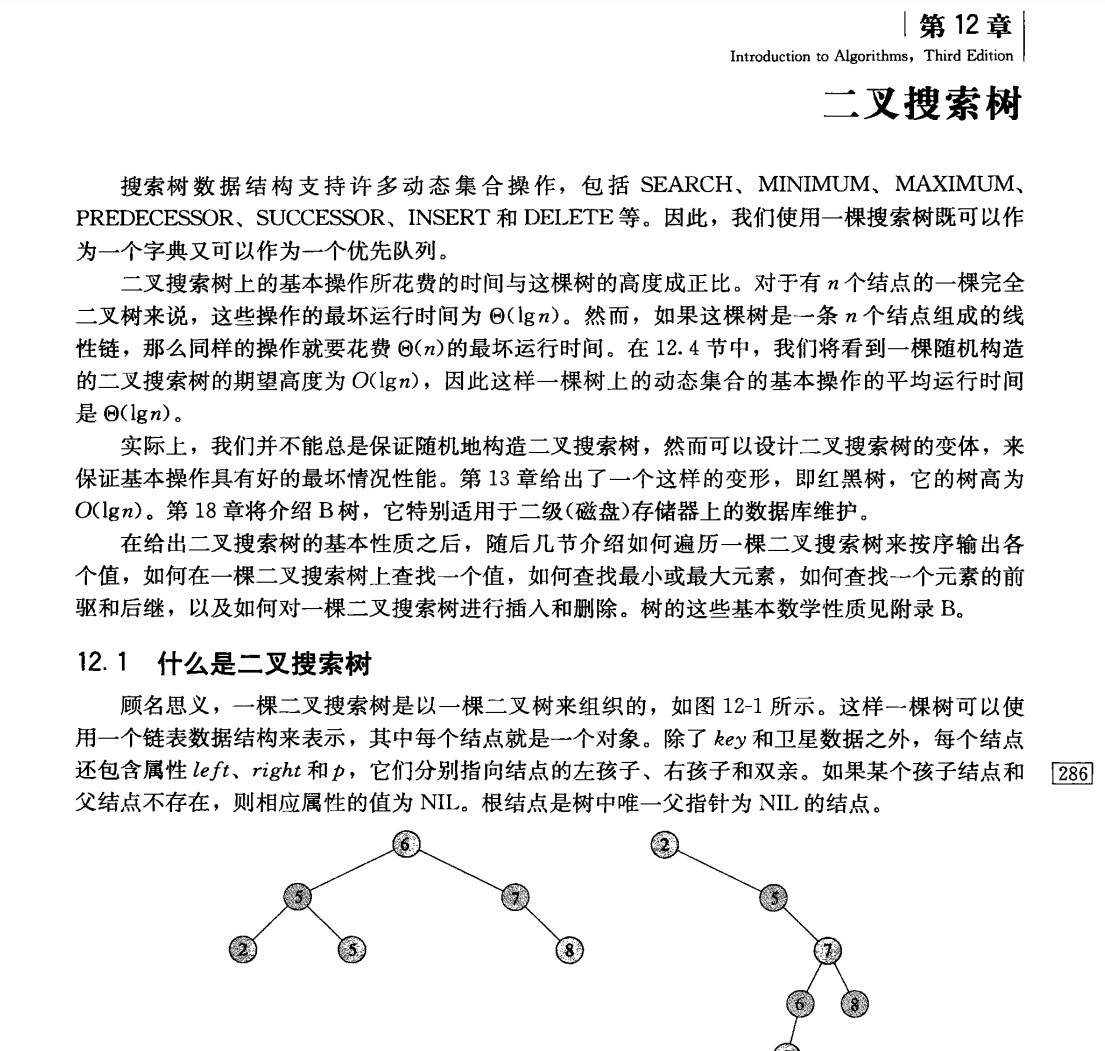 第 12 章
Introduction to Algorithms, Third Edition
二叉搜索树
搜索树数据结构支持许多动态集合操作，包括 SEARCH、MINIMUM、MAXIMUM、
PREDECESSOR、SUCCESSOR、INSERT 和 DELETE 等。因此，我们使用一棵搜索树既可以作
为一个字典又可以作为一个优先队列。
二叉搜索树上的基本操作所花费的时间与这棵树的高度成正比。对于有 n 个结点的一棵完全
二叉树来说，这些操作的最坏运行时间为 Θ(lgn)。然而，如果这棵树是一条 n 个结点组成的线
性链，那么同样的操作就要花费 Θ(n)的最坏运行时间。在 12.4 节中，我们将看到一棵随机构造
的二叉搜索树的期望高度为 O(lgn)，因此这样一棵树上的动态集合的基本操作的平均运行时间
是 Θ(lgn)。
实际上，我们并不能总是保证随机地构造二叉搜索树，然而可以设计二叉搜索树的变体，来
保证基本操作具有好的最坏情况性能。第 13 章给出了一个这样的变形，即红黑树，它的树高为
O(lgn)。第 18 章将介绍 B 树，它特别适用于二级(磁盘)存储器上的数据库维护。
在给出二叉搜索树的基本性质之后，随后几节介绍如何遍历一棵二叉搜索树来按序输出各
个值，如何在一棵二叉搜索树上查找一个值，如何查找最小或最大元素，如何查找一个元素的前
驱和后继，以及如何对一棵二叉搜索树进行插入和删除。树的这些基本数学性质见附录 B。
12.1 什么是二叉搜索树
顾名思义，一棵二叉搜索树是以一棵二叉树来组织的，如图 12-1 所示。这样一棵树可以使
用一个链表数据结构来表示，其中每个结点就是一个对象。除了 key 和卫星数据之外，每个结点
还包含属性 left、right 和 p，它们分别指向结点的左孩子、右孩子和双亲。如果某个孩子结点和
286
父结点不存在，则相应属性的值为 NIL。根结点是树中唯一父指针为 NIL 的结点。
6
2
5
7
5
2
5
8
7
6
8